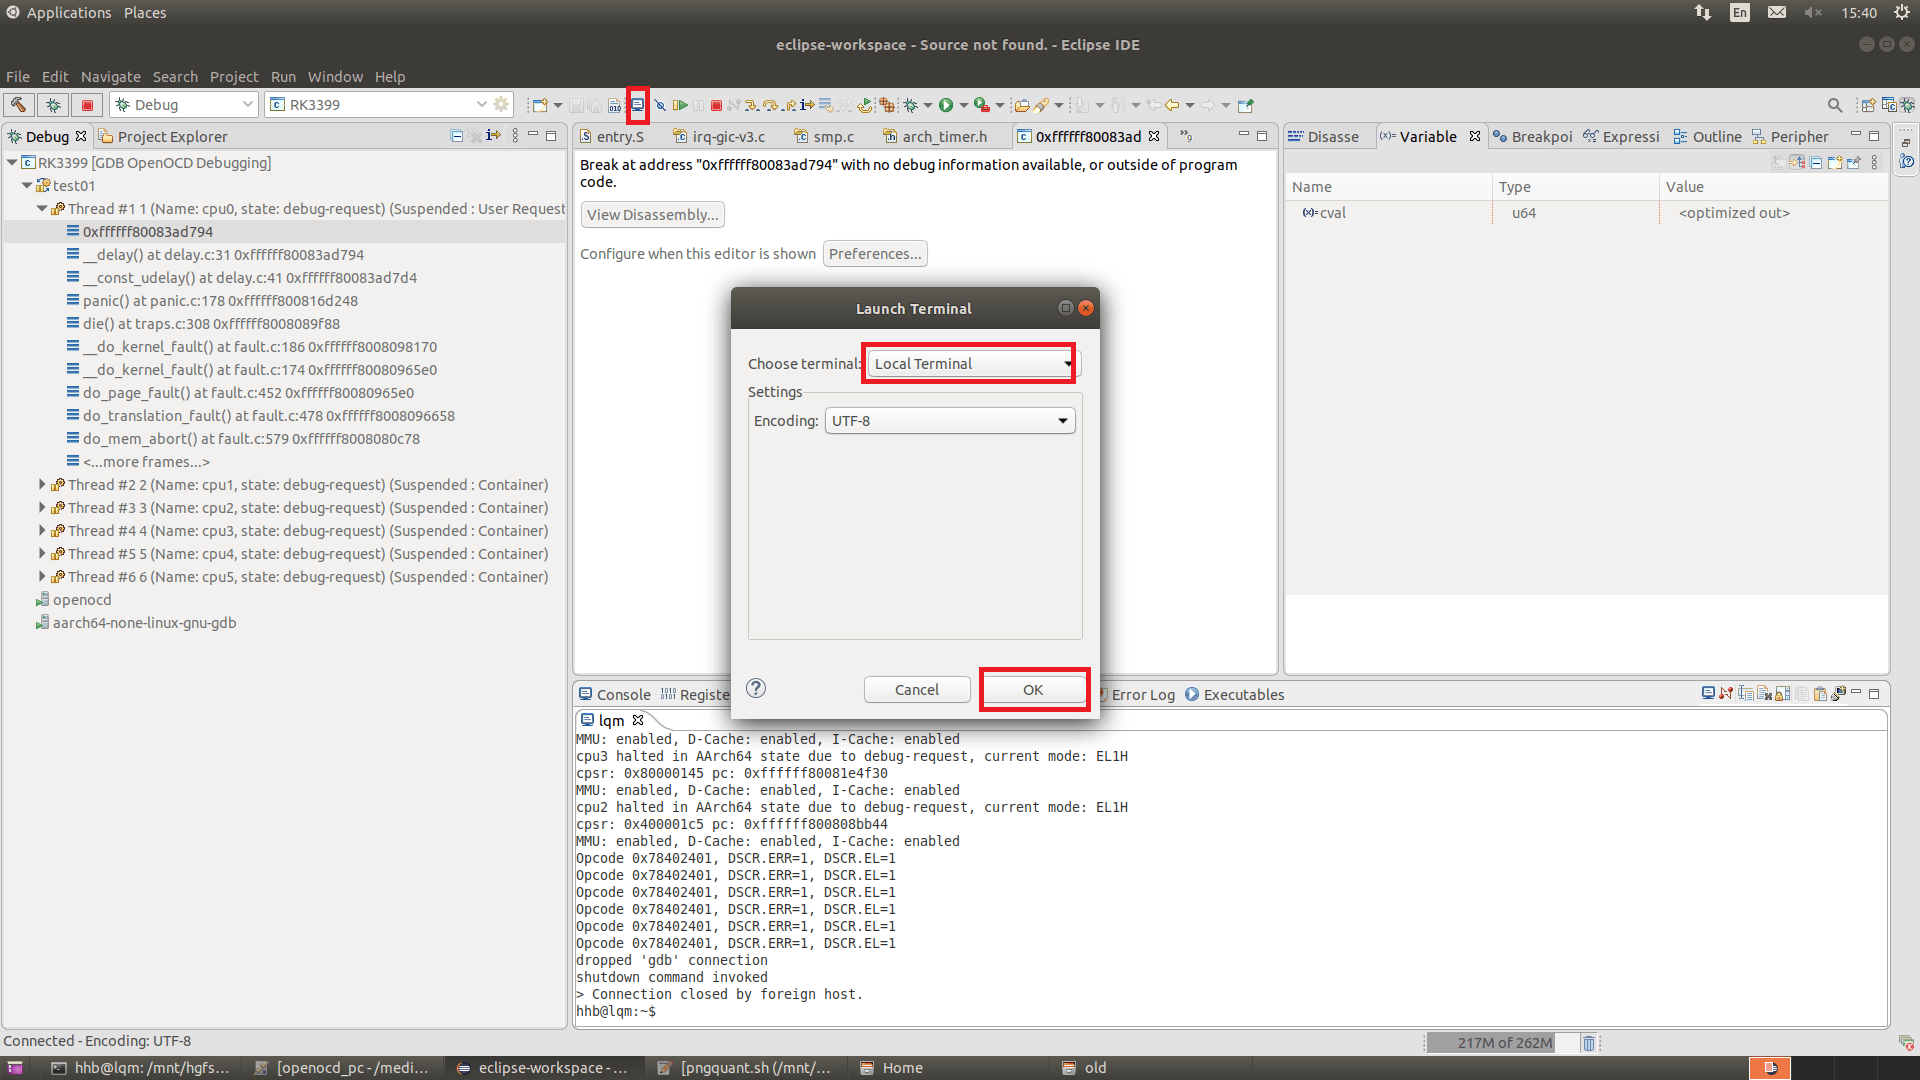 Applications Places
En 15:40
eclipse-workspace - Source not found. - Eclipse IDE
File Edit Navigate Search Project Run Window Help
Debug RK3399
Debug Project Explorer
RK3399 [GDB OpenOCD Debugging]
test01
Thread #1 1 (Name: cpu0, state: debug-request) (Suspended : User Request
0xffffff80083ad794
__delay() at delay.c:31 0xffffff80083ad794
__const_udelay() at delay.c:41 0xffffff80083ad7d4
panic() at panic.c:178 0xffffff800816d248
die() at traps.c:308 0xffffff8008089f88
__do_kernel_fault() at fault.c:186 0xffffff8008098170
__do_kernel_fault() at fault.c:174 0xffffff80080965e0
do_page_fault() at fault.c:452 0xffffff80080965e0
do_translation_fault() at fault.c:478 0xffffff8008096658
do_mem_abort() at fault.c:579 0xffffff8008080c78
<...more frames...>
Thread #2 2 (Name: cpu1, state: debug-request) (Suspended : Container)
Thread #3 3 (Name: cpu2, state: debug-request) (Suspended : Container)
Thread #4 4 (Name: cpu3, state: debug-request) (Suspended : Container)
Thread #5 5 (Name: cpu4, state: debug-request) (Suspended : Container)
Thread #6 6 (Name: cpu5, state: debug-request) (Suspended : Container)
openocd
aarch64-none-linux-gnu-gdb
entry.S irq-gic-v3.c smp.c arch_timer.h 0xffffff80083ad »9
Break at address "0xffffff80083ad794" with no debug information available, or outside of program
code.
View Disassembly...
Configure when this editor is shown Preferences...
Disasse Variable Breakpoi Expressi Outline Peripher
Name Type Value
cval u64 <optimized out>
Launch Terminal
Choose terminal: Local Terminal
Settings
Encoding: UTF-8
Cancel OK
Console Registe Error Log Executables
lqm
MMU: enabled, D-Cache: enabled, I-Cache: enabled
cpu3 halted in AArch64 state due to debug-request, current mode: EL1H
cpsr: 0x80000145 pc: 0xffffff80081e4f30
MMU: enabled, D-Cache: enabled, I-Cache: enabled
cpu2 halted in AArch64 state due to debug-request, current mode: EL1H
cpsr: 0x400001c5 pc: 0xffffff800808bb44
MMU: enabled, D-Cache: enabled, I-Cache: enabled
Opcode 0x78402401, DSCR.ERR=1, DSCR.EL=1
Opcode 0x78402401, DSCR.ERR=1, DSCR.EL=1
Opcode 0x78402401, DSCR.ERR=1, DSCR.EL=1
Opcode 0x78402401, DSCR.ERR=1, DSCR.EL=1
Opcode 0x78402401, DSCR.ERR=1, DSCR.EL=1
Opcode 0x78402401, DSCR.ERR=1, DSCR.EL=1
dropped 'gdb' connection
shutdown command invoked
> Connection closed by foreign host.
hhb@lqm:~$
Connected - Encoding: UTF-8
217M of 262M
hhb@lqm: /mnt/hgfs... [openocd_pc - /medi... eclipse-workspace - ... [pngquant.sh (/mnt/... Home old